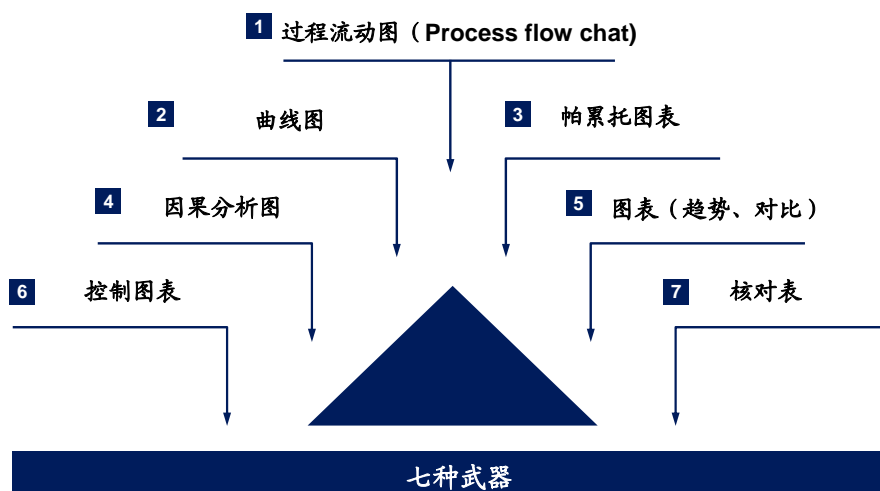 1 过程流动图（Process flow chat)
2 曲线图
3 帕累托图表
4 因果分析图
5 图表（趋势、对比）
6 控制图表
7 核对表
七种武器